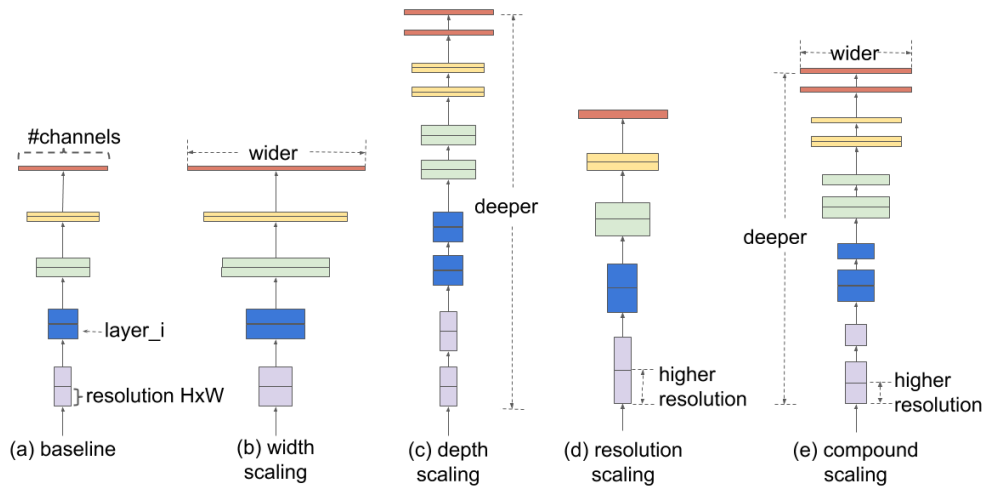 #channels
layer_i
resolution HxW
(a) baseline
wider
(b) width
scaling
deeper
(c) depth
scaling
higher
resolution
(d) resolution
scaling
wider
deeper
higher
resolution
(e) compound
scaling